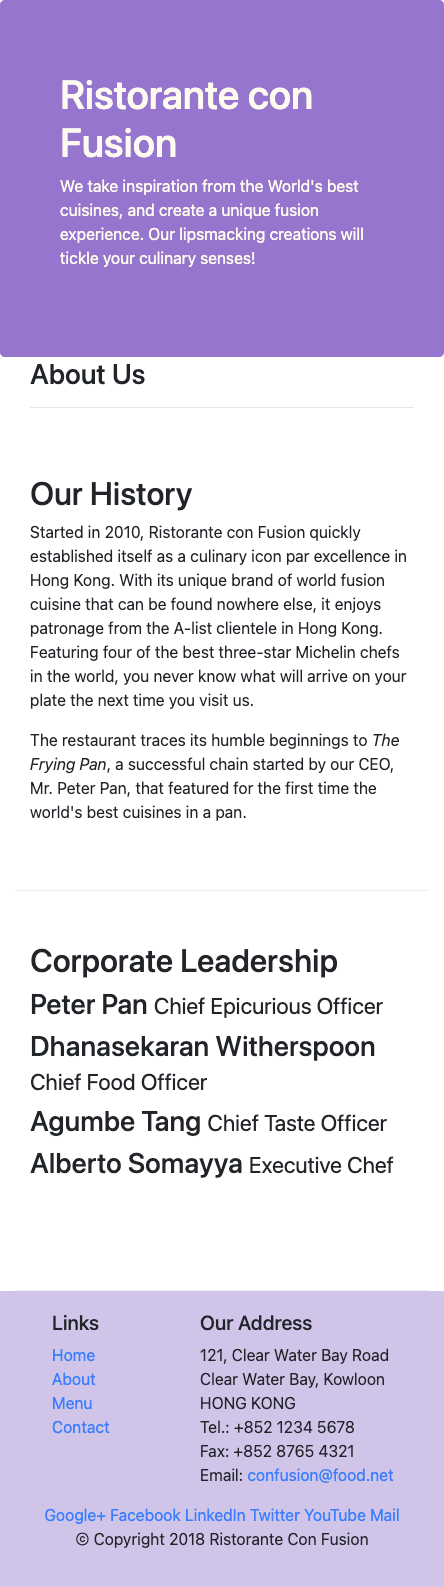 Ristorante con
Fusion
We take inspiration from the World's best
cuisines, and create a unique fusion
experience. Our lipsmacking creations will
tickle your culinary senses!
About Us
Our History
Started in 2010, Ristorante con Fusion quickly
established itself as a culinary icon par excellence in
Hong Kong. With its unique brand of world fusion
cuisine that can be found nowhere else, it enjoys
patronage from the A-list clientele in Hong Kong.
Featuring four of the best three-star Michelin chefs
in the world, you never know what will arrive on your
plate the next time you visit us.
The restaurant traces its humble beginnings to The
Frying Pan, a successful chain started by our CEO,
Mr. Peter Pan, that featured for the first time the
world's best cuisines in a pan.
Corporate Leadership
Peter Pan Chief Epicurious Officer
Dhanasekaran Witherspoon
Chief Food Officer
Agumbe Tang Chief Taste Officer
Alberto Somayya Executive Chef
Links
Home
About
Menu
Contact
Our Address
121, Clear Water Bay Road
Clear Water Bay, Kowloon
HONG KONG
Tel.: +852 1234 5678
Fax: +852 8765 4321
Email: confusion@food.net
Google+ Facebook LinkedIn Twitter YouTube Mail
© Copyright 2018 Ristorante Con Fusion